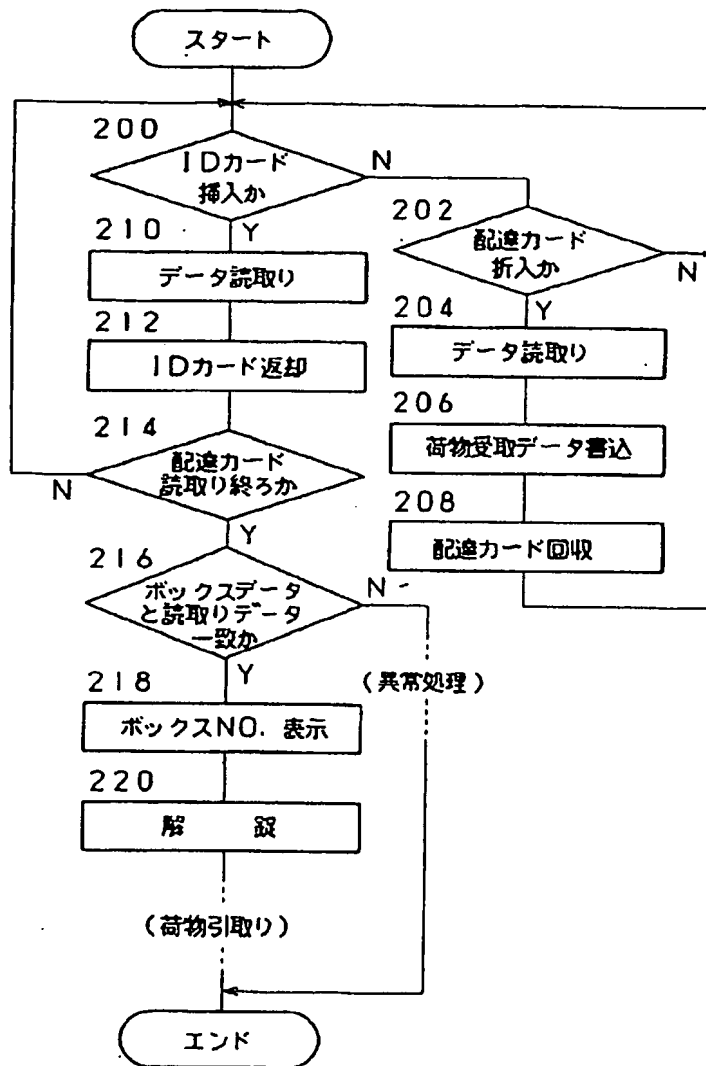 スタート
200
IDカード
挿入か
N
Y
202
配達カード
折入か
N
Y
210
データ読取り
204
データ読取り
212
IDカード返却
206
荷物受取データ書込
214
配達カード
読取り終ろか
N
Y
208
配達カード回収
216
ボックスデータ
と読取りデータ
一致か
N
Y
(異常処理)
218
ボックスNO. 表示
220
解 錠
(荷物引取り)
エンド